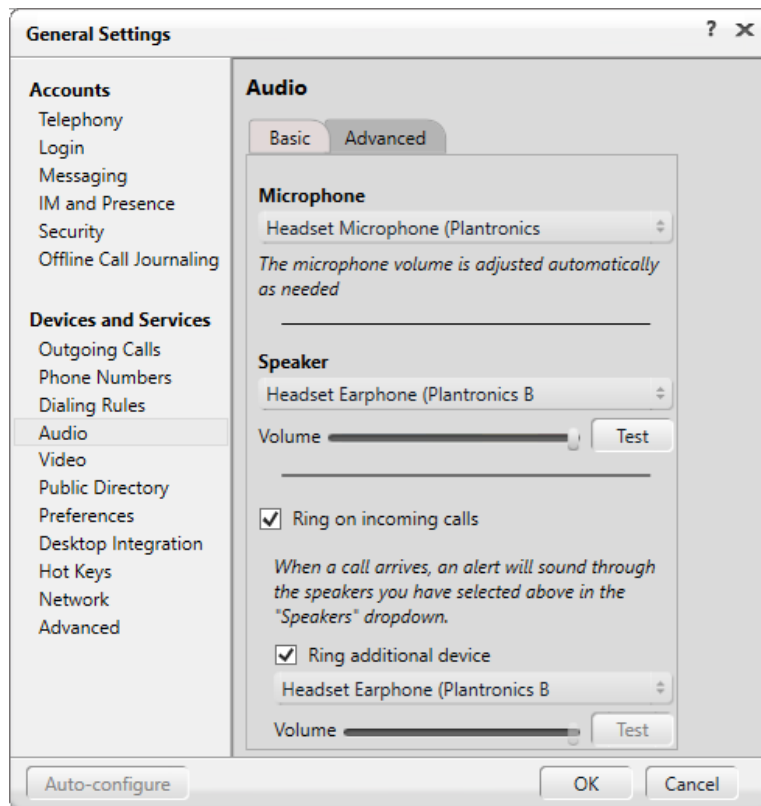 General Settings
?
Accounts
Telephony
Login
Messaging
IM and Presence
Security
Offline Call Journaling
Devices and Services
Outgoing Calls
Phone Numbers
Dialing Rules
Audio
Video
Public Directory
Preferences
Desktop Integration
Hot Keys
Network
Advanced
Audio
Basic Advanced
Microphone
Headset Microphone (Plantronics
The microphone volume is adjusted automatically
as needed
Speaker
Headset Earphone (Plantronics B
Volume Test
Ring on incoming calls
When a call arrives, an alert will sound through
the speakers you have selected above in the
"Speakers" dropdown.
Ring additional device
Headset Earphone (Plantronics B
Volume Test
Auto-configure OK Cancel